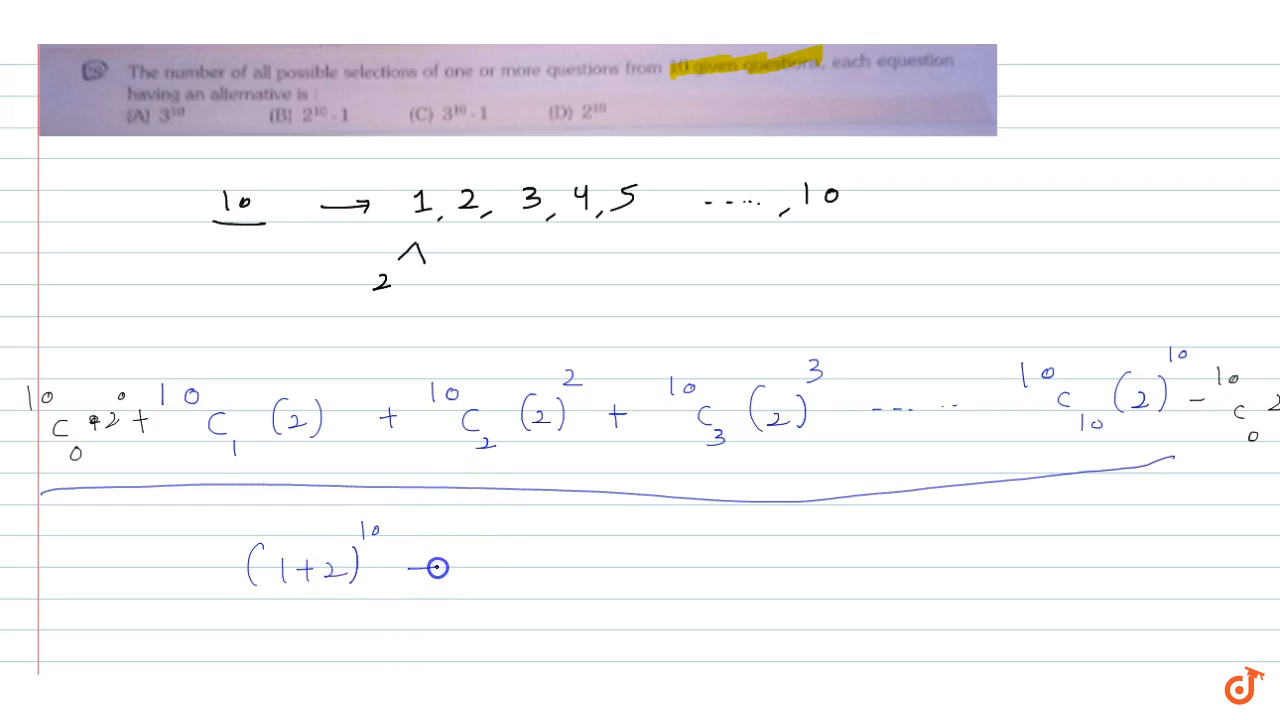 The number of all possible selections of one or more questions from 10 given questions, each equestion
having an alternative is :
(A) 3¹⁰ (B) 2¹⁰ - 1 (C) 3¹⁰ - 1 (D) 2¹⁰
10 → 1, 2, 3, 4, 5 ....., 10
2
¹⁰C₀ 2⁰ + ¹⁰C₁ (2) + ¹⁰C₂ (2)² + ¹⁰C₃ (2)³ ...... ¹⁰C₁₀ (2)¹⁰ - ¹⁰C₀ 2
(1+2)¹⁰ -